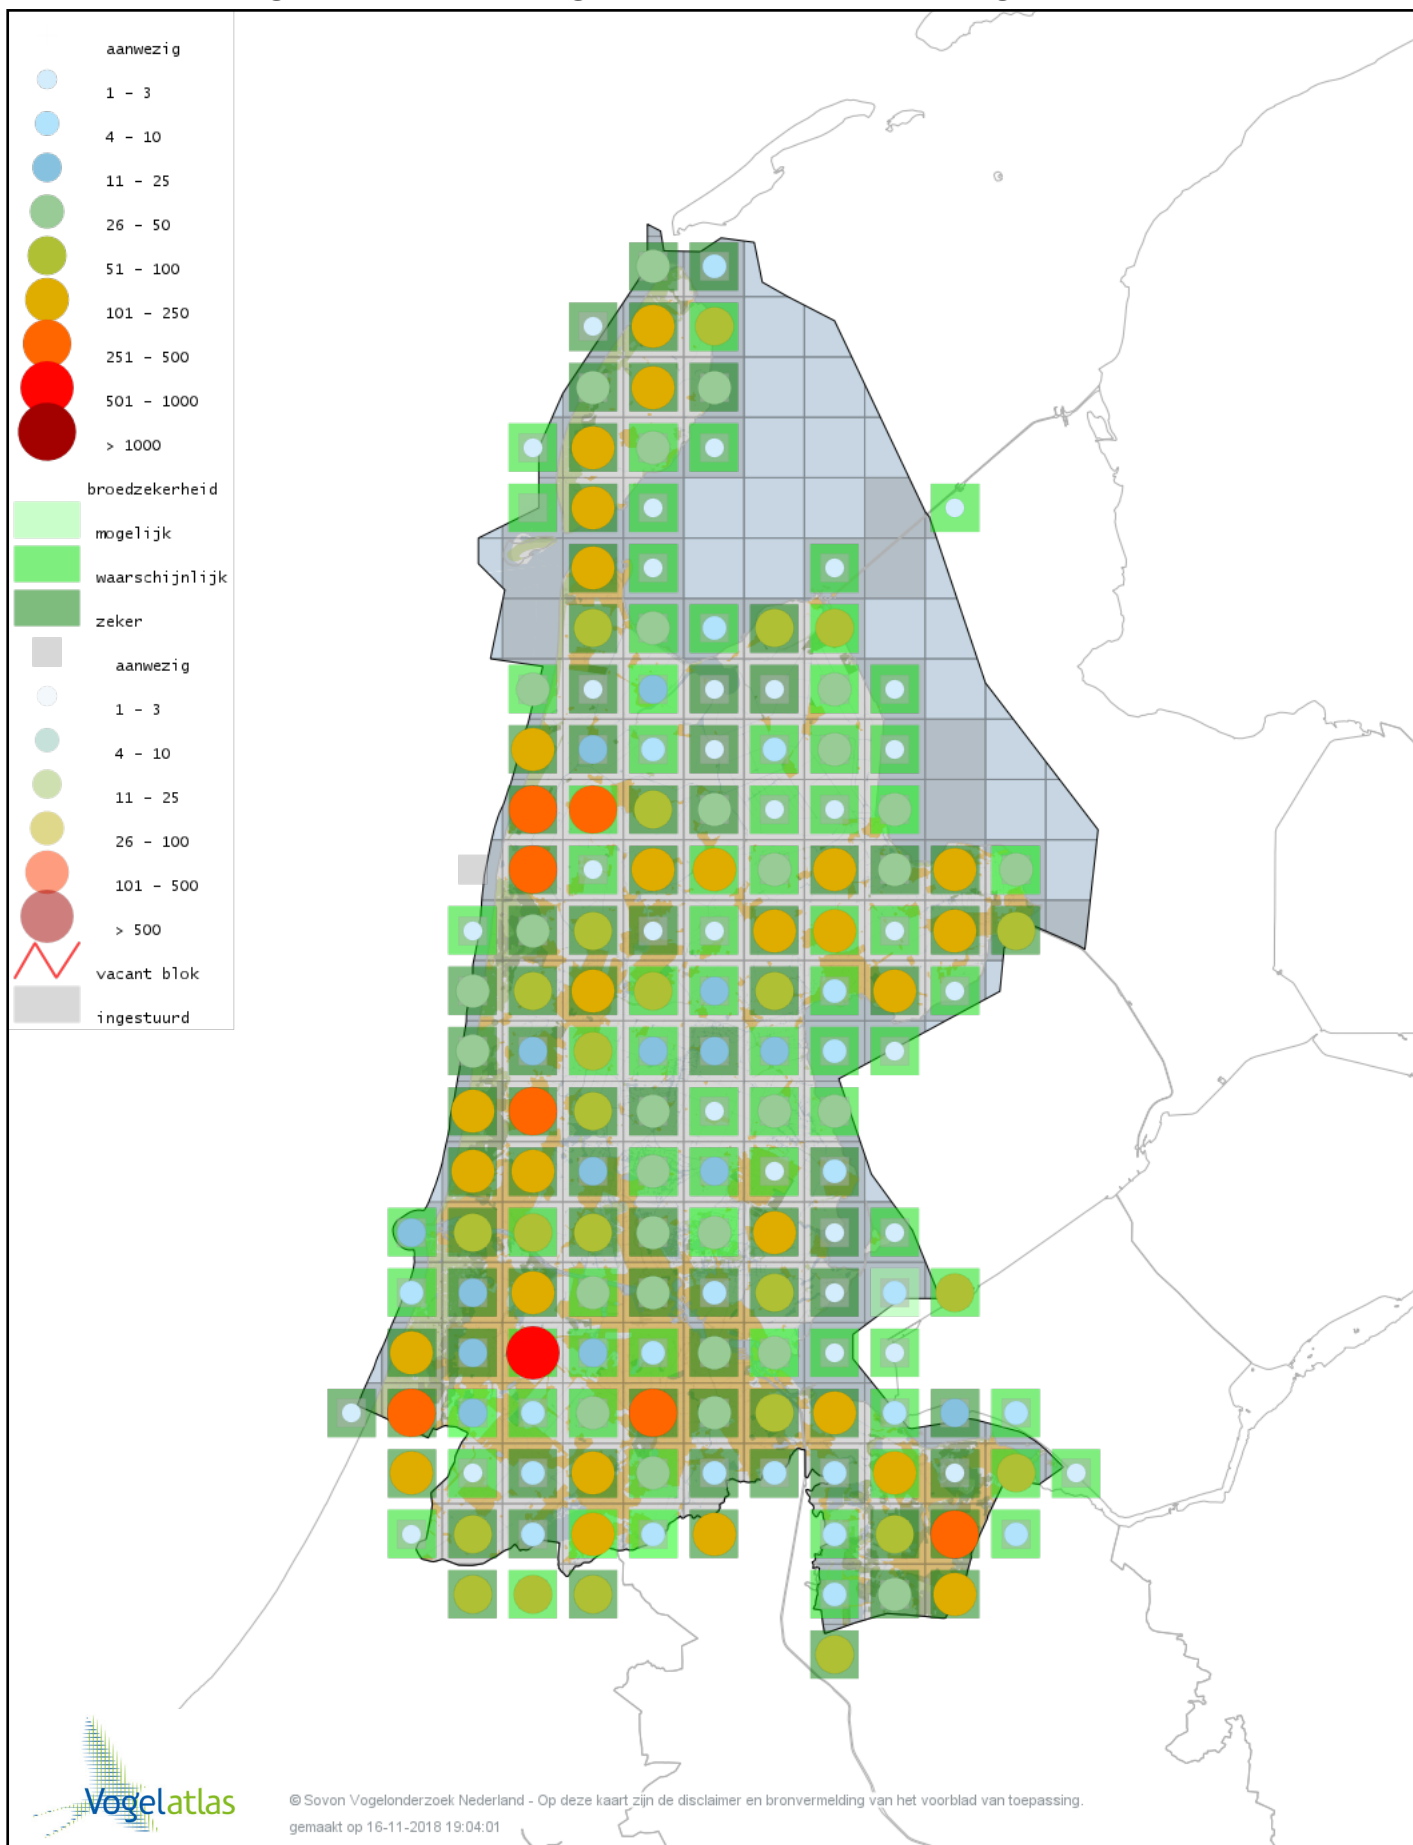 aanwezig
1 – 3
4 – 10
11 – 25
26 – 50
51 – 100
101 – 250
251 – 500
501 – 1000
> 1000
broedzekerheid
mogelijk
waarschijnlijk
zeker
aanwezig
1 – 3
4 – 10
11 – 25
26 – 100
101 – 500
> 500
vacant blok
ingestuurd
Vogelatlas
© Sovon Vogelonderzoek Nederland - Op deze kaart zijn de disclaimer en bronvermelding van het voorblad van toepassing.
gemaakt op 16-11-2018 19:04:01